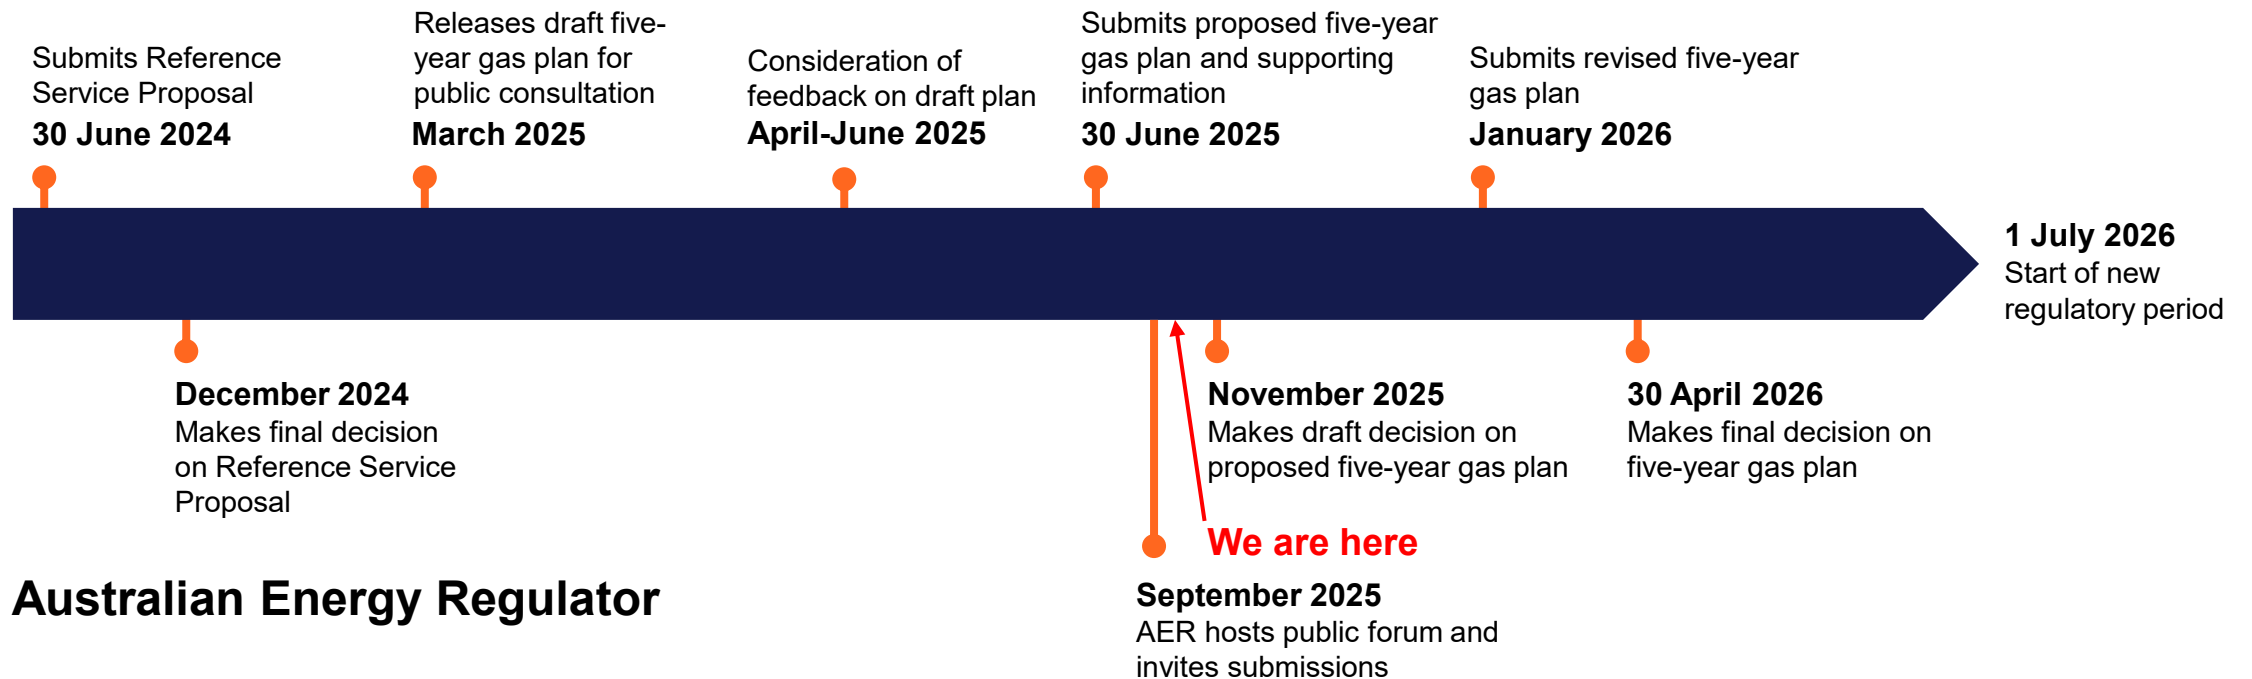 Submits Reference
Service Proposal
30 June 2024
Releases draft five-
year gas plan for
public consultation
March 2025
Consideration of
feedback on draft plan
April-June 2025
Submits proposed five-year
gas plan and supporting
information
30 June 2025
Submits revised five-year
gas plan
January 2026
1 July 2026
Start of new
regulatory period
December 2024
Makes final decision
on Reference Service
Proposal
November 2025
Makes draft decision on
proposed five-year gas plan
30 April 2026
Makes final decision on
five-year gas plan
We are here
September 2025
AER hosts public forum and
invites submissions
Australian Energy Regulator